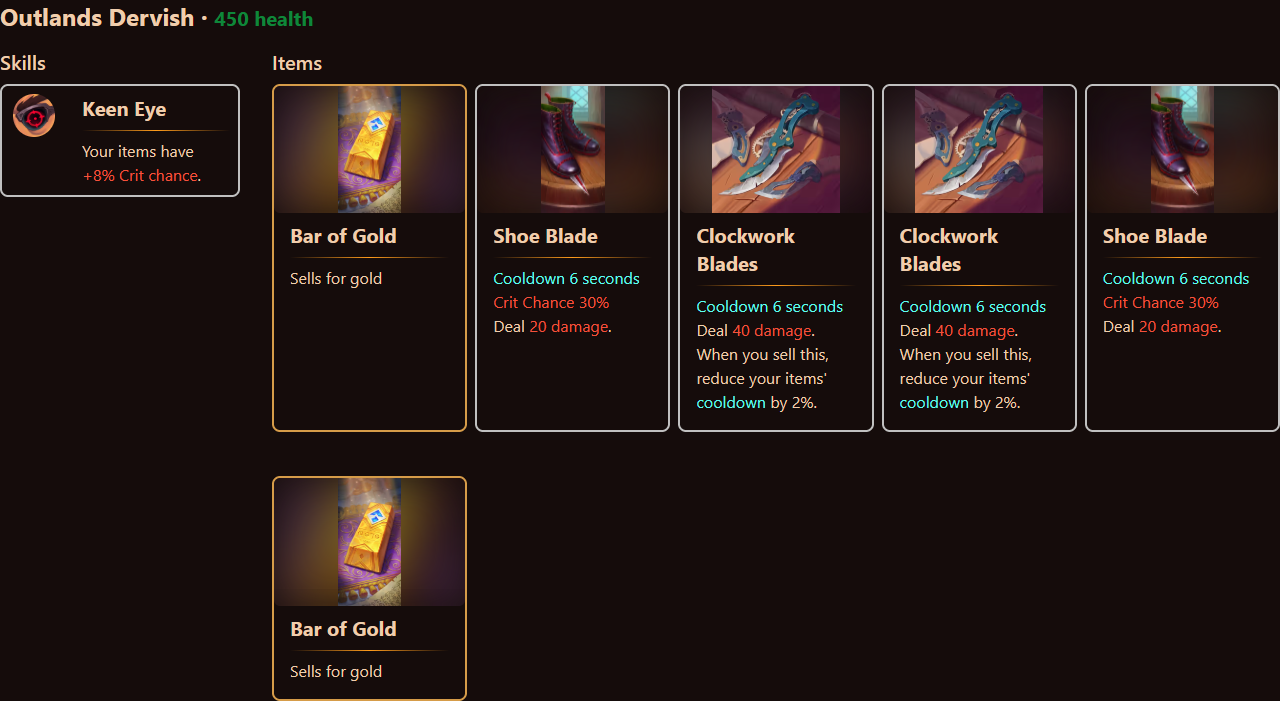 Outlands Dervish · 450 health
Skills
Keen Eye
Your items have
+8% Crit chance.
Items
Bar of Gold
Sells for gold
Shoe Blade
Cooldown 6 seconds
Crit Chance 30%
Deal 20 damage.
Clockwork
Blades
Cooldown 6 seconds
Deal 40 damage.
When you sell this,
reduce your items'
cooldown by 2%.
Clockwork
Blades
Cooldown 6 seconds
Deal 40 damage.
When you sell this,
reduce your items'
cooldown by 2%.
Shoe Blade
Cooldown 6 seconds
Crit Chance 30%
Deal 20 damage.
Bar of Gold
Sells for gold